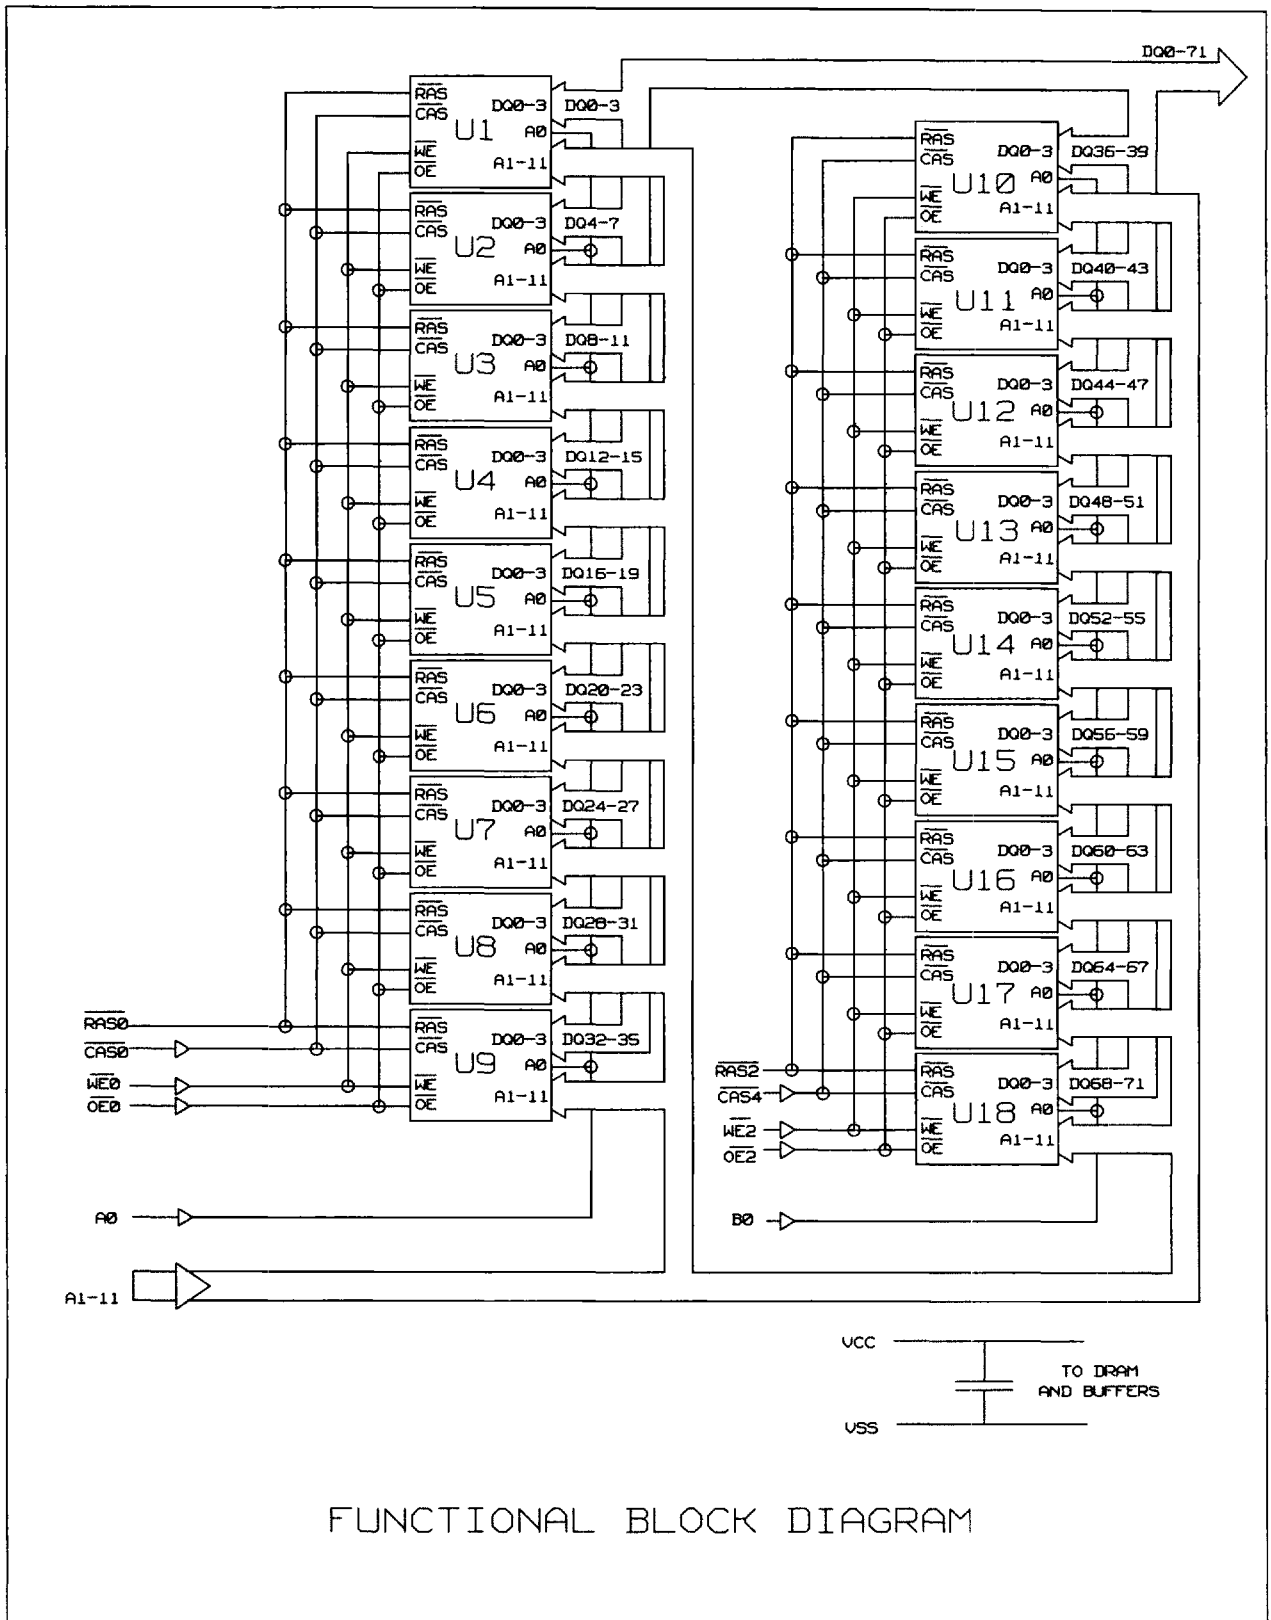 DQ0-71
RAS
CAS
U1
WE
OE
DQ0-3 DQ0-3
A0
A1-11
RAS
CAS
U2
WE
OE
DQ0-3 DQ4-7
A0
A1-11
RAS
CAS
U3
WE
OE
DQ0-3 DQ8-11
A0
A1-11
RAS
CAS
U4
WE
OE
DQ0-3 DQ12-15
A0
A1-11
RAS
CAS
U5
WE
OE
DQ0-3 DQ16-19
A0
A1-11
RAS
CAS
U6
WE
OE
DQ0-3 DQ20-23
A0
A1-11
RAS
CAS
U7
WE
OE
DQ0-3 DQ24-27
A0
A1-11
RAS
CAS
U8
WE
OE
DQ0-3 DQ28-31
A0
A1-11
RAS
CAS
U9
WE
OE
DQ0-3 DQ32-35
A0
A1-11
RAS0
CAS0
WE0
OE0
A0
A1-11
RAS
CAS
U10
WE
OE
DQ0-3 DQ36-39
A0
A1-11
RAS
CAS
U11
WE
OE
DQ0-3 DQ40-43
A0
A1-11
RAS
CAS
U12
WE
OE
DQ0-3 DQ44-47
A0
A1-11
RAS
CAS
U13
WE
OE
DQ0-3 DQ48-51
A0
A1-11
RAS
CAS
U14
WE
OE
DQ0-3 DQ52-55
A0
A1-11
RAS
CAS
U15
WE
OE
DQ0-3 DQ56-59
A0
A1-11
RAS
CAS
U16
WE
OE
DQ0-3 DQ60-63
A0
A1-11
RAS
CAS
U17
WE
OE
DQ0-3 DQ64-67
A0
A1-11
RAS
CAS
U18
WE
OE
DQ0-3 DQ68-71
A0
A1-11
RAS2
CAS4
WE2
OE2
B0
VCC
TO DRAM
AND BUFFERS
VSS
FUNCTIONAL BLOCK DIAGRAM